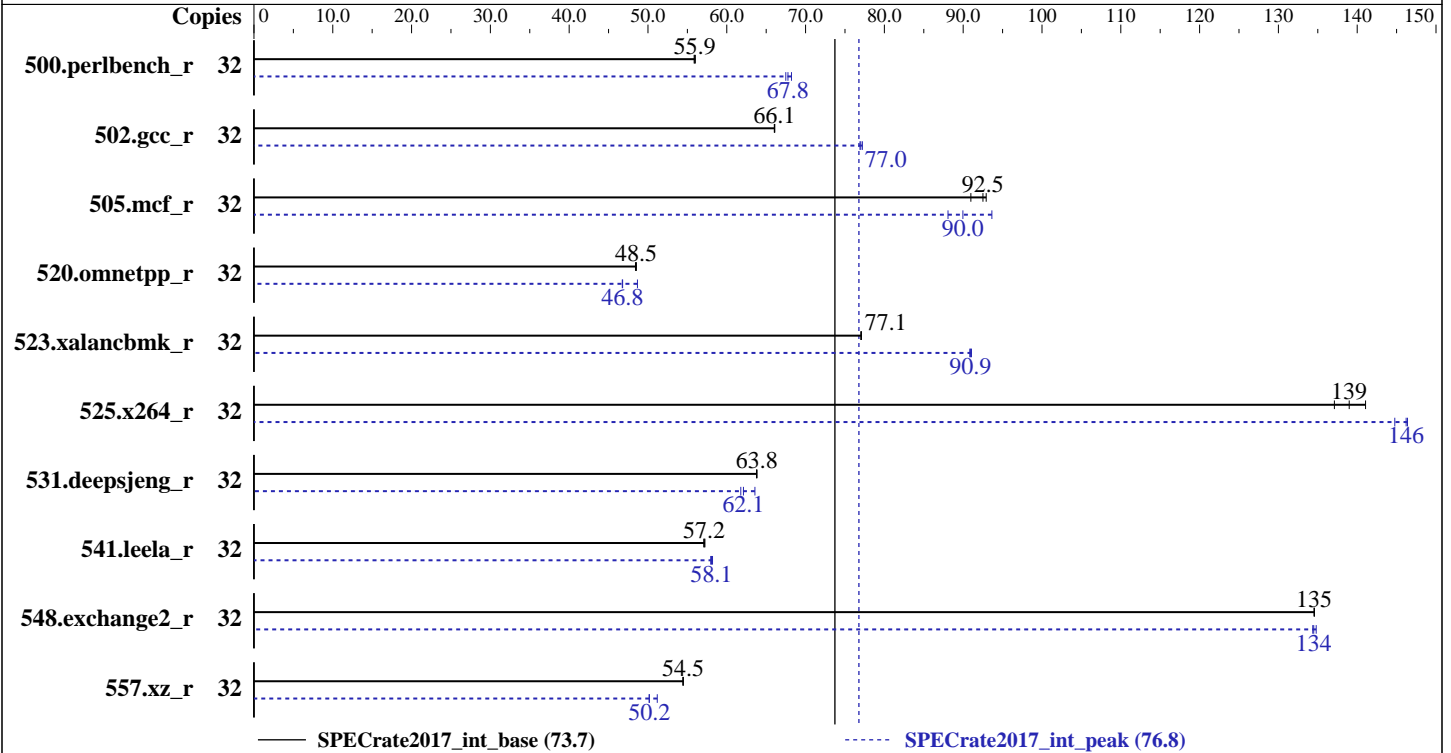 Copies 0 10.0 20.0 30.0 40.0 50.0 60.0 70.0 80.0 90.0 100 110 120 130 140 150
55.9
500.perlbench_r 32
67.8
66.1
502.gcc_r 32
77.0
92.5
505.mcf_r 32
90.0
48.5
520.omnetpp_r 32
46.8
77.1
523.xalancbmk_r 32
90.9
139
525.x264_r 32
146
63.8
531.deepsjeng_r 32
62.1
57.2
541.leela_r 32
58.1
135
548.exchange2_r 32
134
54.5
557.xz_r 32
50.2
SPECrate2017_int_base (73.7) SPECrate2017_int_peak (76.8)